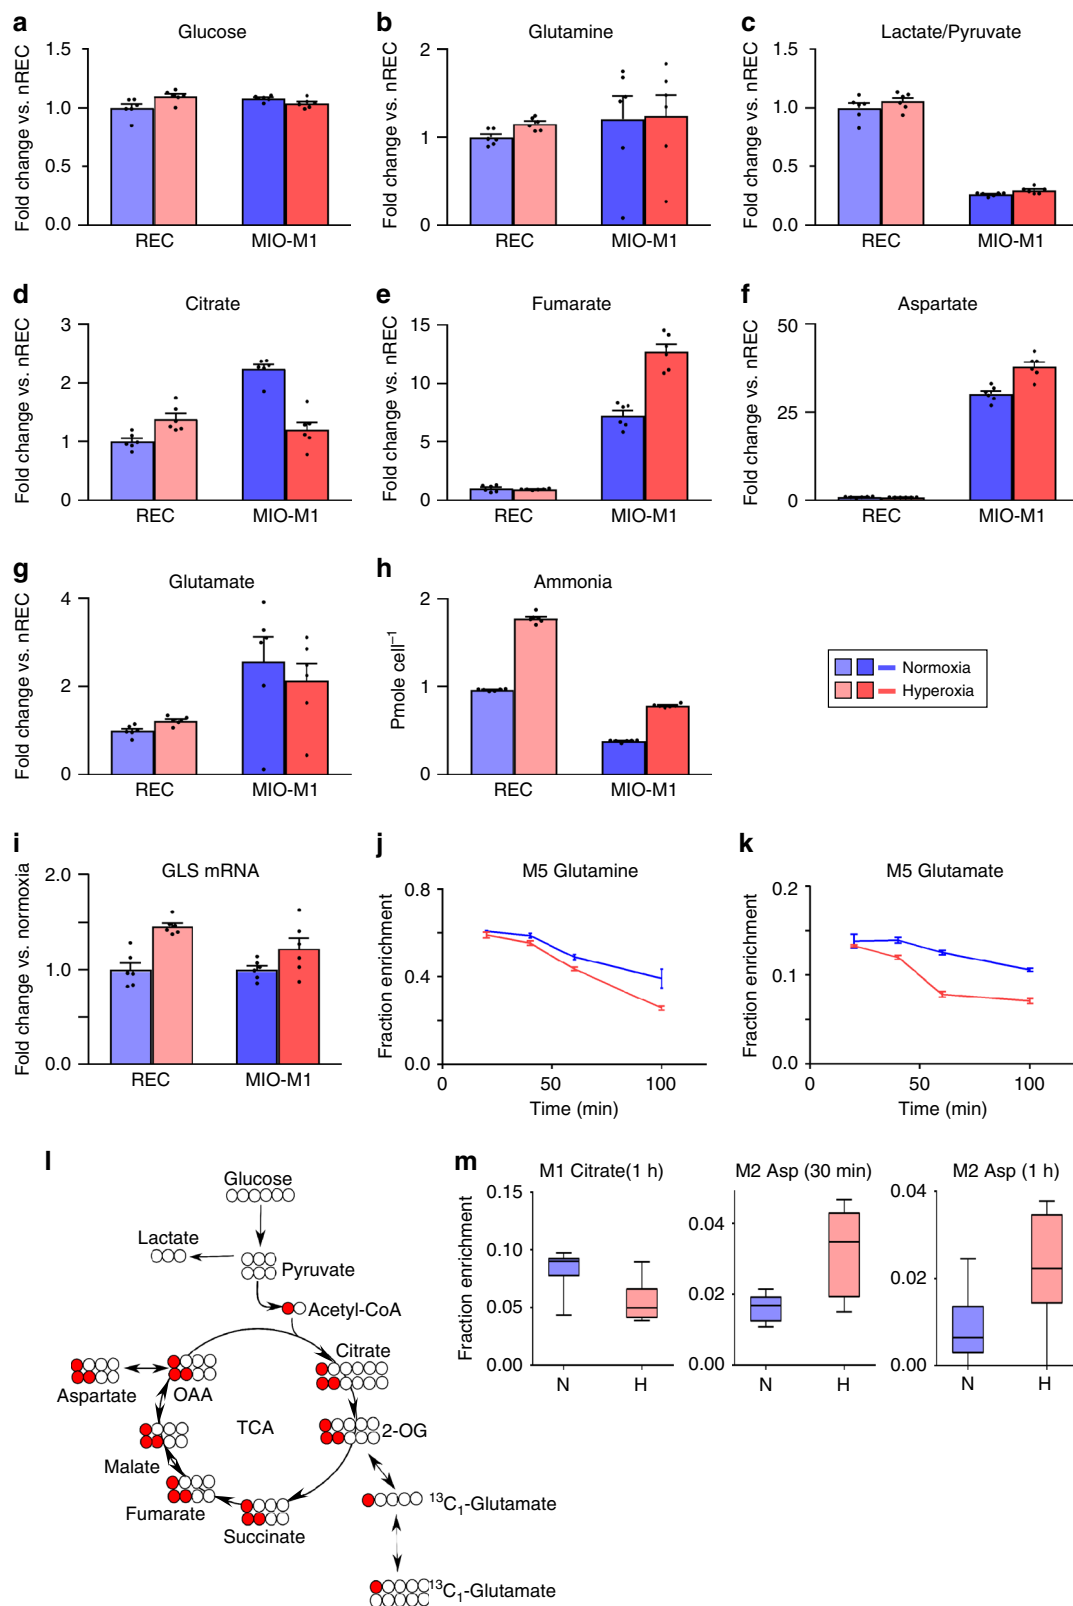 a
Glucose
Fold change vs. nREC
1.5
1.0
0.5
0.0
REC
MIO-M1
b
Glutamine
Fold change vs. nREC
2
1
0
REC
MIO-M1
c
Lactate/Pyruvate
Fold change vs. nREC
1.5
1.0
0.5
0.0
REC
MIO-M1
d
Citrate
Fold change vs. nREC
3
2
1
0
REC
MIO-M1
e
Fumarate
Fold change vs. nREC
15
10
5
0
REC
MIO-M1
f
Aspartate
Fold change vs. nREC
50
25
0
REC
MIO-M1
g
Glutamate
Fold change vs. nREC
4
2
0
REC
MIO-M1
h
Ammonia
Pmole cell⁻¹
2
1
0
REC
MIO-M1
Normoxia
Hyperoxia
i
GLS mRNA
Fold change vs. normoxia
2.0
1.0
0.0
REC
MIO-M1
j
M5 Glutamine
Fraction enrichment
0.8
0.4
0.0
0
50
100
Time (min)
k
M5 Glutamate
Fraction enrichment
0.2
0.1
0.0
0
50
100
Time (min)
l
Glucose
Lactate
Pyruvate
Acetyl-CoA
Citrate
Aspartate
OAA
TCA
2-OG
Malate
Fumarate
Succinate
¹³C₁-Glutamate
¹³C₁-Glutamate
m
M1 Citrate(1 h)
Fraction enrichment
0.15
0.10
0.05
0.00
N
H
M2 Asp (30 min)
0.04
0.02
0.00
N
H
M2 Asp (1 h)
0.04
0.02
0.00
N
H